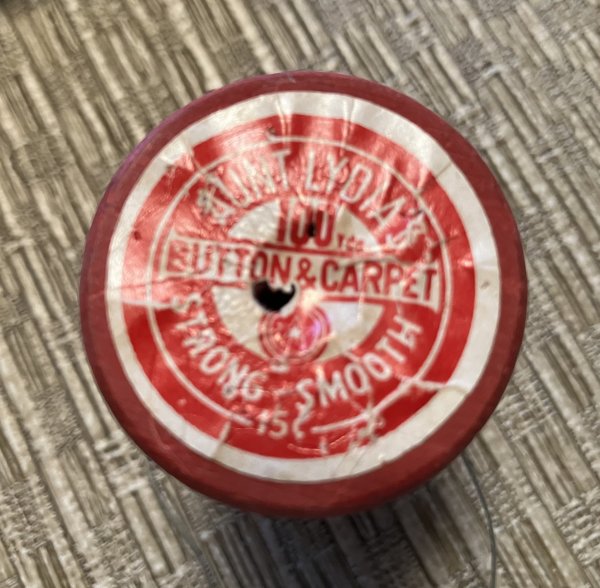 AUNT LYDIA'S
100 YDS.
BUTTON & CARPET
STRONG SMOOTH
15¢